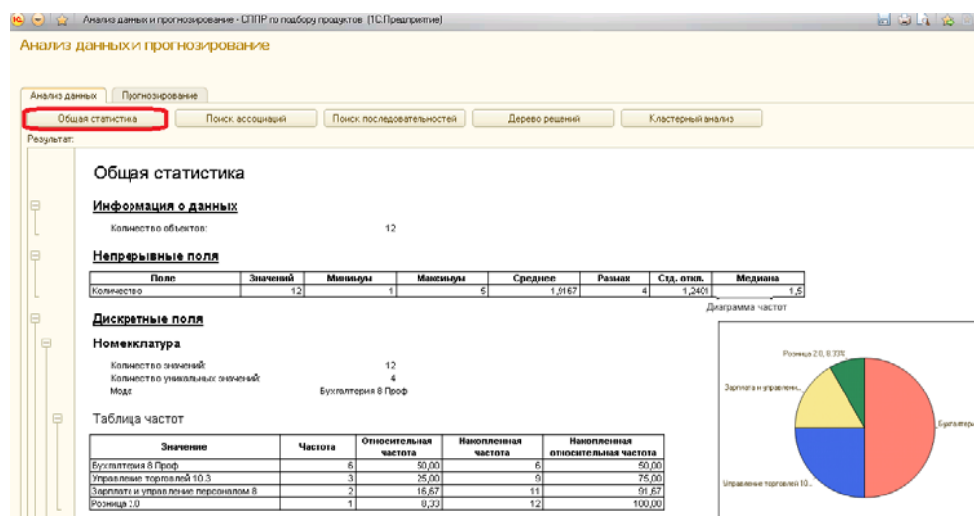 Анализ данных и прогнозирование - СППР по подбору продуктов (1С:Предприятие)
Анализ данных и прогнозирование
Анализ данных Прогнозирование
Общая статистика Поиск ассоциаций Поиск последовательностей Дерево решений Кластерный анализ
Результат:
Общая статистика
Информация о данных
Количество объектов: 12
Непрерывные поля
Поле Значений Минимум Максимум Среднее Размах Стд. откл. Медиана
Количество 12 1 5 1,9167 4 1,2401 1,5
Диаграмма частот
Дискретные поля
Номенклатура
Количество значений: 12
Количество уникальных значений: 4
Мода: Бухгалтерия 8 Проф
Розница 2.0, 8.33%
Зарплата и управлени...
Бухгалтери
Управление торговлей 10...
Таблица частот
Значение Частота Относительная частота Накопленная частота Накопленная относительная частота
Бухгалтерия 8 Проф 6 50,00 6 50,00
Управление торговлей 10.3 3 25,00 9 75,00
Зарплата и управление персоналом 8 2 16,67 11 91,67
Розница 2.0 1 8,33 12 100,00